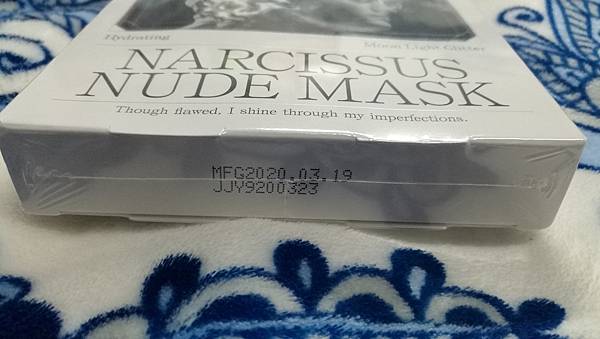 Hydrating
Moon Light Glitter
NARCISSUS
NUDE MASK
Though flawed, I shine through my imperfections.
MFG2020.03.19
JJY9200323